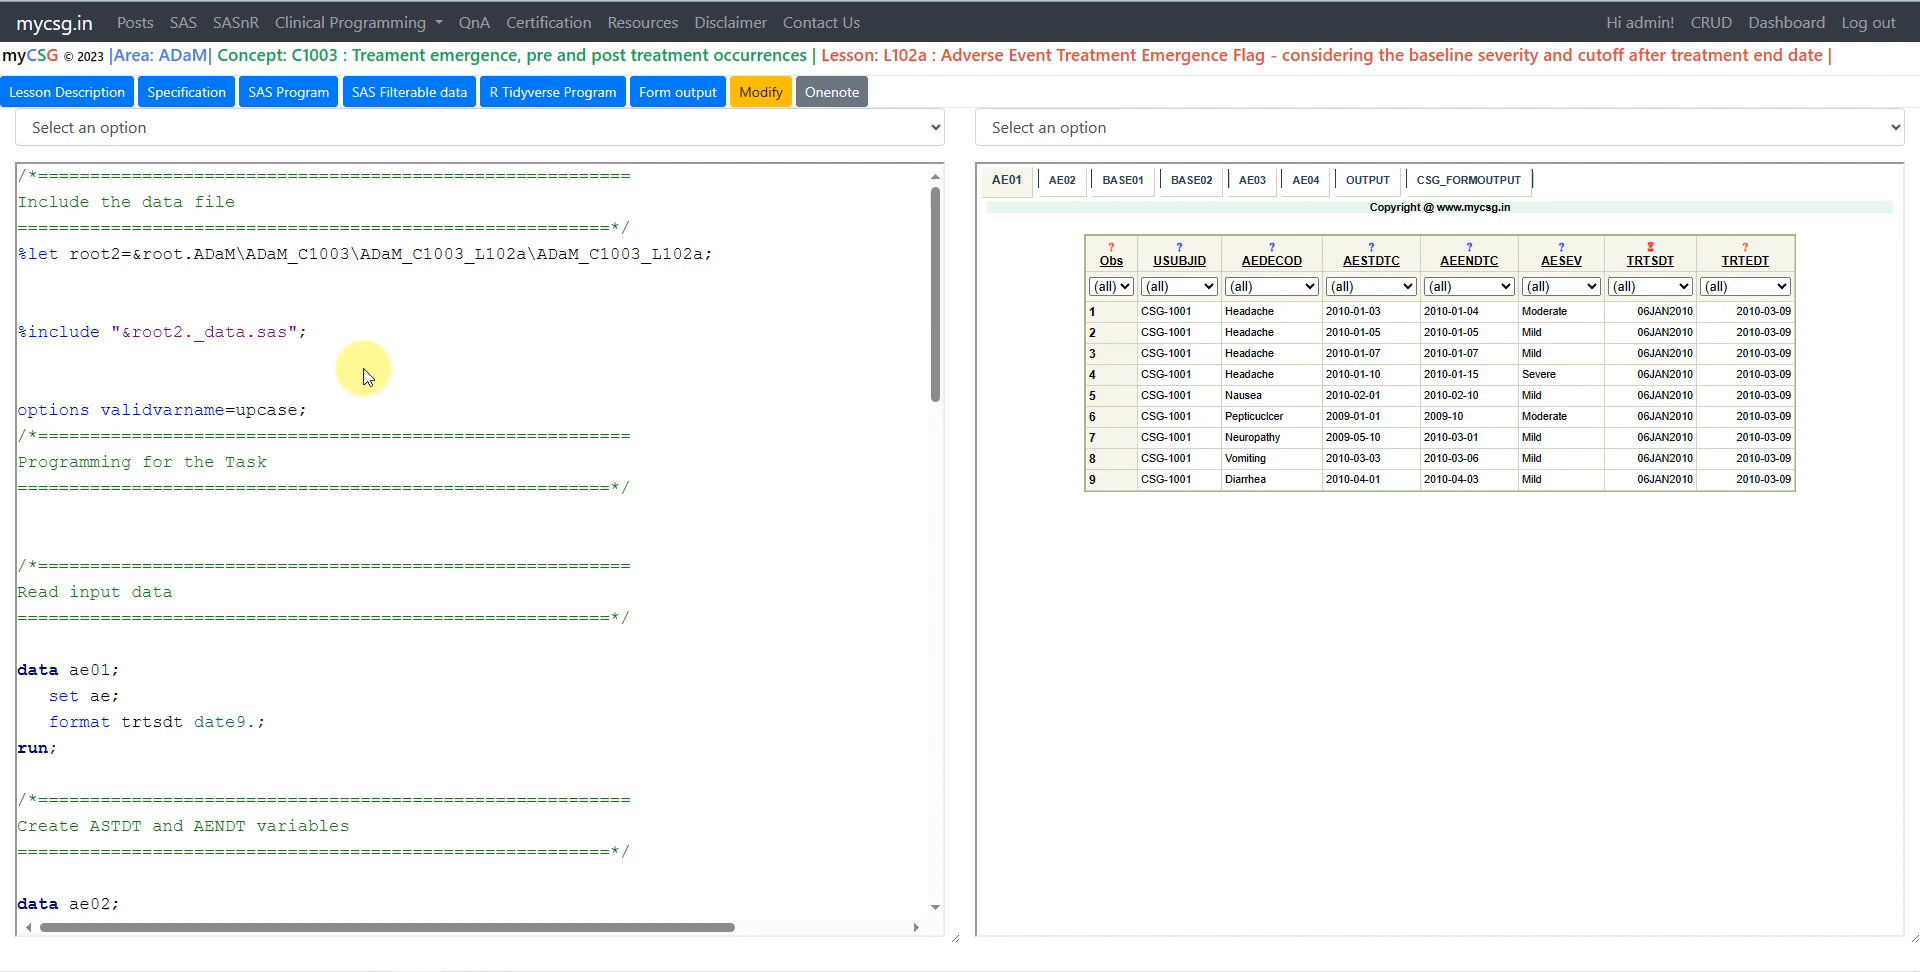 mycsg.in Posts SAS SASnR Clinical Programming QnA Certification Resources Disclaimer Contact Us Hi admin! CRUD Dashboard Log out
myCSG © 2023 |Area: ADaM| Concept: C1003 : Treament emergence, pre and post treatment occurrences | Lesson: L102a : Adverse Event Treatment Emergence Flag - considering the baseline severity and cutoff after treatment end date |
Lesson Description Specification SAS Program SAS Filterable data R Tidyverse Program Form output Modify Onenote
Select an option
/*=========================================================
Include the data file
=========================================================*/
%let root2=&root.ADaM\ADaM_C1003\ADaM_C1003_L102a\ADaM_C1003_L102a;
%include "&root2._data.sas";
options validvarname=upcase;
/*=========================================================
Programming for the Task
=========================================================*/
/*=========================================================
Read input data
=========================================================*/
data ae01;
set ae;
format trtsdt date9.;
run;
/*=========================================================
Create ASTDT and AENDT variables
=========================================================*/
data ae02;
Select an option
AE01 AE02 BASE01 BASE02 AE03 AE04 OUTPUT CSG_FORMOUTPUT
Copyright @ www.mycsg.in
? ? ? ? ? ? ?
Obs USUBJID AEDECOD AESTDTC AEENDTC AESEV TRTSDT TRTEDT
(all) (all) (all) (all) (all) (all) (all) (all)
1 CSG-1001 Headache 2010-01-03 2010-01-04 Moderate 06JAN2010 2010-03-09
2 CSG-1001 Headache 2010-01-05 2010-01-05 Mild 06JAN2010 2010-03-09
3 CSG-1001 Headache 2010-01-07 2010-01-07 Mild 06JAN2010 2010-03-09
4 CSG-1001 Headache 2010-01-10 2010-01-15 Severe 06JAN2010 2010-03-09
5 CSG-1001 Nausea 2010-02-01 2010-02-10 Mild 06JAN2010 2010-03-09
6 CSG-1001 Pepticuclcer 2009-01-01 2009-10 Moderate 06JAN2010 2010-03-09
7 CSG-1001 Neuropathy 2009-05-10 2010-03-01 Mild 06JAN2010 2010-03-09
8 CSG-1001 Vomiting 2010-03-03 2010-03-06 Mild 06JAN2010 2010-03-09
9 CSG-1001 Diarrhea 2010-04-01 2010-04-03 Mild 06JAN2010 2010-03-09